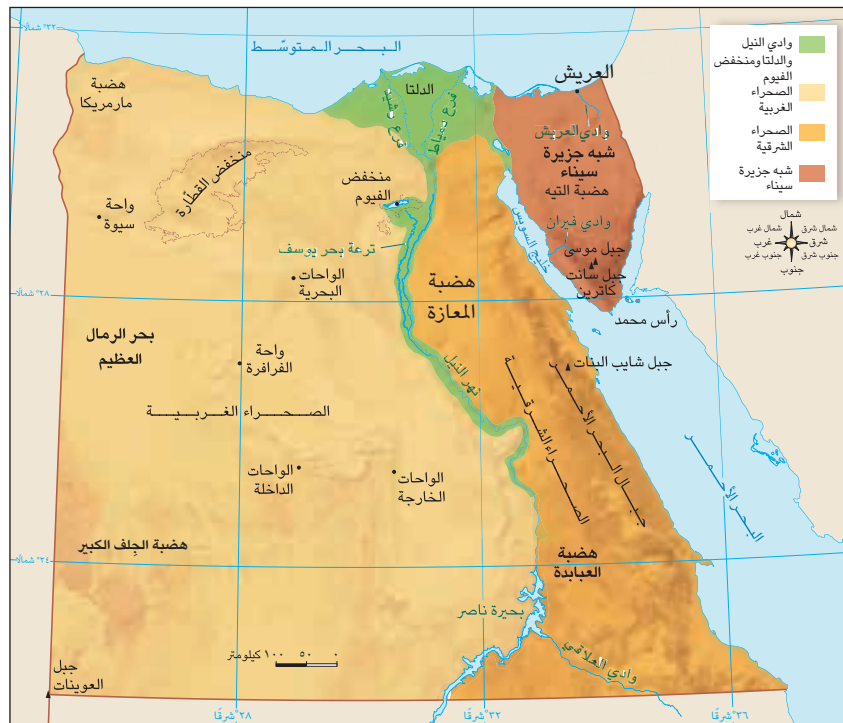 °٣٢ شمالًا
البحر المتوسّط
وادي النيل
والدلتا ومنخفض
الفيوم
الصحراء
الغربية
الصحراء
الشرقية
شبه جزيرة
سيناء
شمال
شمال شرق
شمال غرب
شرق
غرب
جنوب شرق
جنوب غرب
جنوب
هضبة
مارمريكا
الدلتا
فرع رشيد
فرع دمياط
العريش
وادي العريش
شبه جزيرة
سيناء
هضبة التيه
منخفض القطّارة
منخفض
الفيوم
واحة
سيوة
وادي فيران
جبل موسى
خليج السويس
جبل سانت
كاترين
ترعة بحر يوسف
الواحات
البحرية
هضبة
المعازة
°٢٨ شمالًا
رأس محمد
بحر الرمال
العظيم
واحة
الفرافرة
نهر النيل
جبل شايب البنات
الصحراء الغربية
الصحراء الشرقية
جبال البحر الأحمر
البحر الأحمر
الواحات
الداخلة
الواحات
الخارجة
هضبة الجِلف الكبير
هضبة
العبابدة
°٢٤ شمالًا
بحيرة ناصر
٠ ٥٠ ١٠٠ كيلومتر
وادي العلاقي
جبل
العوينات
°٢٨ شرقًا
°٣٢ شرقًا
°٣٦ شرقًا